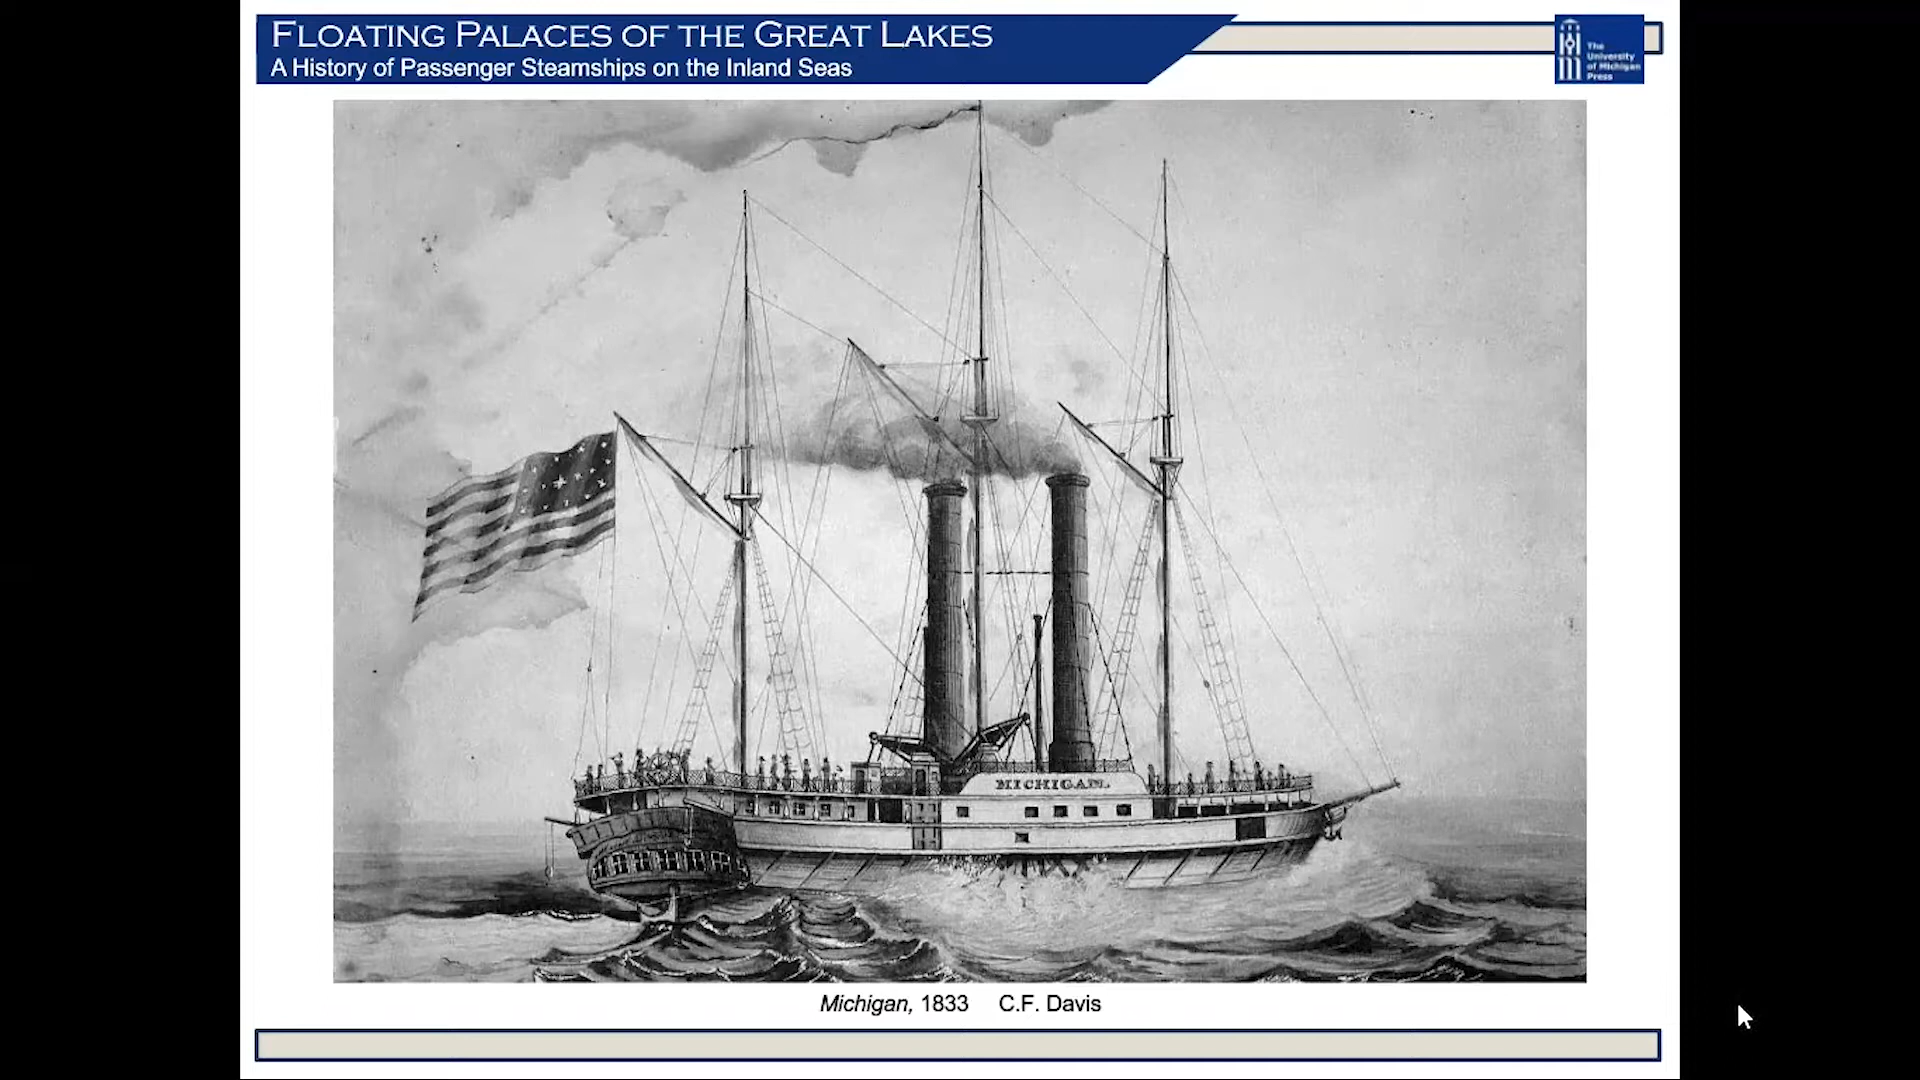 FLOATING PALACES OF THE GREAT LAKES
A History of Passenger Steamships on the Inland Seas
The
University
of Michigan
Press
MICHIGAN.
Michigan, 1833 C.F. Davis